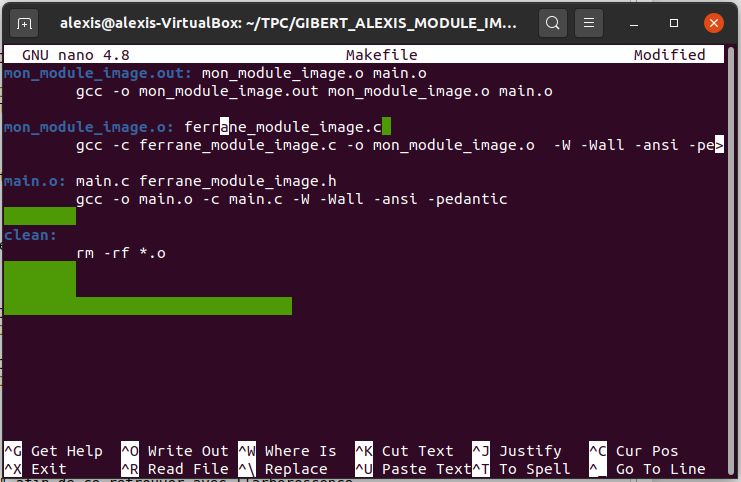 alexis@alexis-VirtualBox: ~/TPC/GIBERT_ALEXIS_MODULE_IM...
GNU nano 4.8 Makefile Modified
mon_module_image.out: mon_module_image.o main.o
gcc -o mon_module_image.out mon_module_image.o main.o
mon_module_image.o: ferrane_module_image.c
gcc -c ferrane_module_image.c -o mon_module_image.o -W -Wall -ansi -pe>
main.o: main.c ferrane_module_image.h
gcc -o main.o -c main.c -W -Wall -ansi -pedantic
clean:
rm -rf *.o
^G Get Help ^O Write Out ^W Where Is ^K Cut Text ^J Justify ^C Cur Pos
^X Exit ^R Read File ^\ Replace ^U Paste Text ^T To Spell ^_ Go To Line